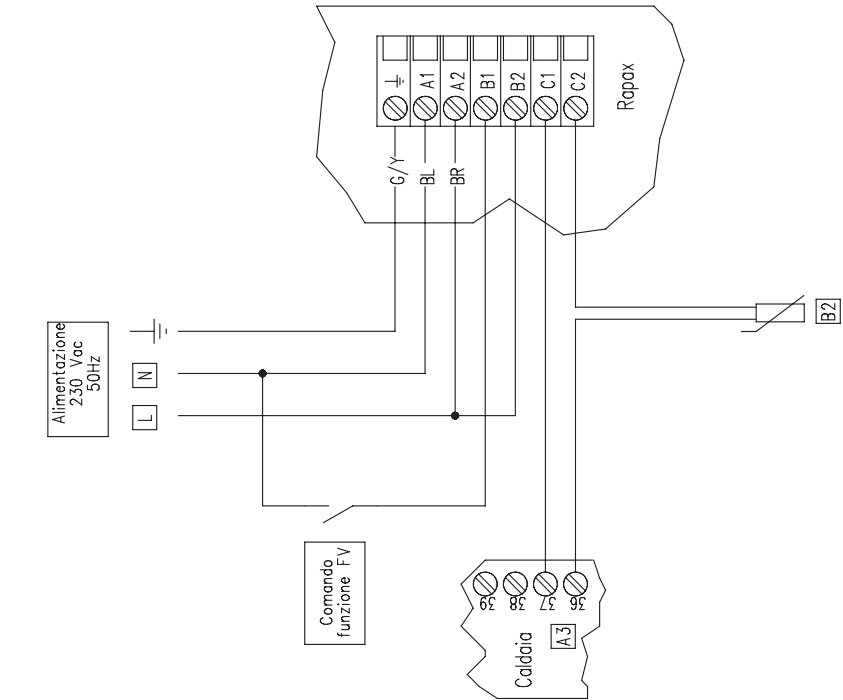 A1
A2
B1
B2
C1
C2
Rapax
G/Y
BL
BR
Alimentazione
230 Vac
50Hz
N
L
B2
Comando
funzione FV
39
38
37
36
Caldaia
A3